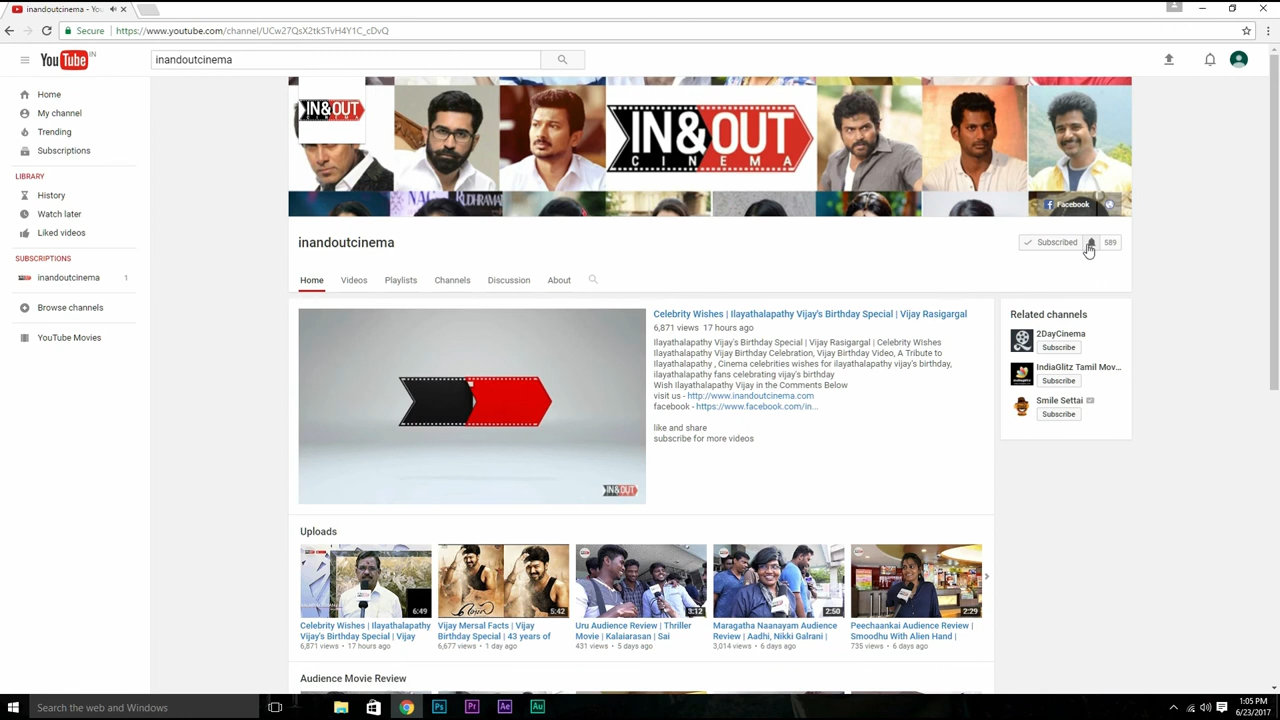 inandoutcinema - You
Secure https://www.youtube.com/channel/UCw27QsX2tkSTvH4Y1C_cDvQ
YouTube IN
inandoutcinema
Home
My channel
Trending
Subscriptions
LIBRARY
History
Watch later
Liked videos
SUBSCRIPTIONS
inandoutcinema 1
Browse channels
YouTube Movies
IN&OUT
CINEMA
IN&OUT
CINEMA
Facebook
inandoutcinema
Subscribed 589
Home Videos Playlists Channels Discussion About
IN&OUT
Celebrity Wishes | Ilayathalapathy Vijay's Birthday Special | Vijay Rasigargal
6,871 views 17 hours ago
Ilayathalapathy Vijay's Birthday Special | Vijay Rasigargal | Celebrity WIshes
Ilayathalapathy Vijay Birthday Celebration, Vijay Birthday Video, A Tribute to
Ilayathalapathy , Cinema celebrities wishes for ilayathalapathy vijay's birthday,
ilayathalapathy fans celebrating vijay's birthday
Wish Ilayathalapathy Vijay in the Comments Below
visit us - http://www.inandoutcinema.com
facebook - https://www.facebook.com/in...
like and share
subscribe for more videos
Related channels
2DayCinema
Subscribe
IndiaGlitz Tamil Mov...
Subscribe
Smile Settai
Subscribe
Uploads
6:49
5:42
3:12
2:50
2:29
Celebrity Wishes | Ilayathalapathy
Vijay's Birthday Special | Vijay
6,871 views • 17 hours ago
Vijay Mersal Facts | Vijay
Birthday Special | 43 years of
6,677 views • 1 day ago
Uru Audience Review | Thriller
Movie | Kalaiarasan | Sai
431 views • 5 days ago
Maragatha Naanayam Audience
Review | Aadhi, Nikki Galrani |
3,014 views • 6 days ago
Peechaankai Audience Review |
Smoodhu With Alien Hand |
735 views • 6 days ago
Audience Movie Review
Search the web and Windows
Ps Pr Ae Au
1:05 PM
6/23/2017